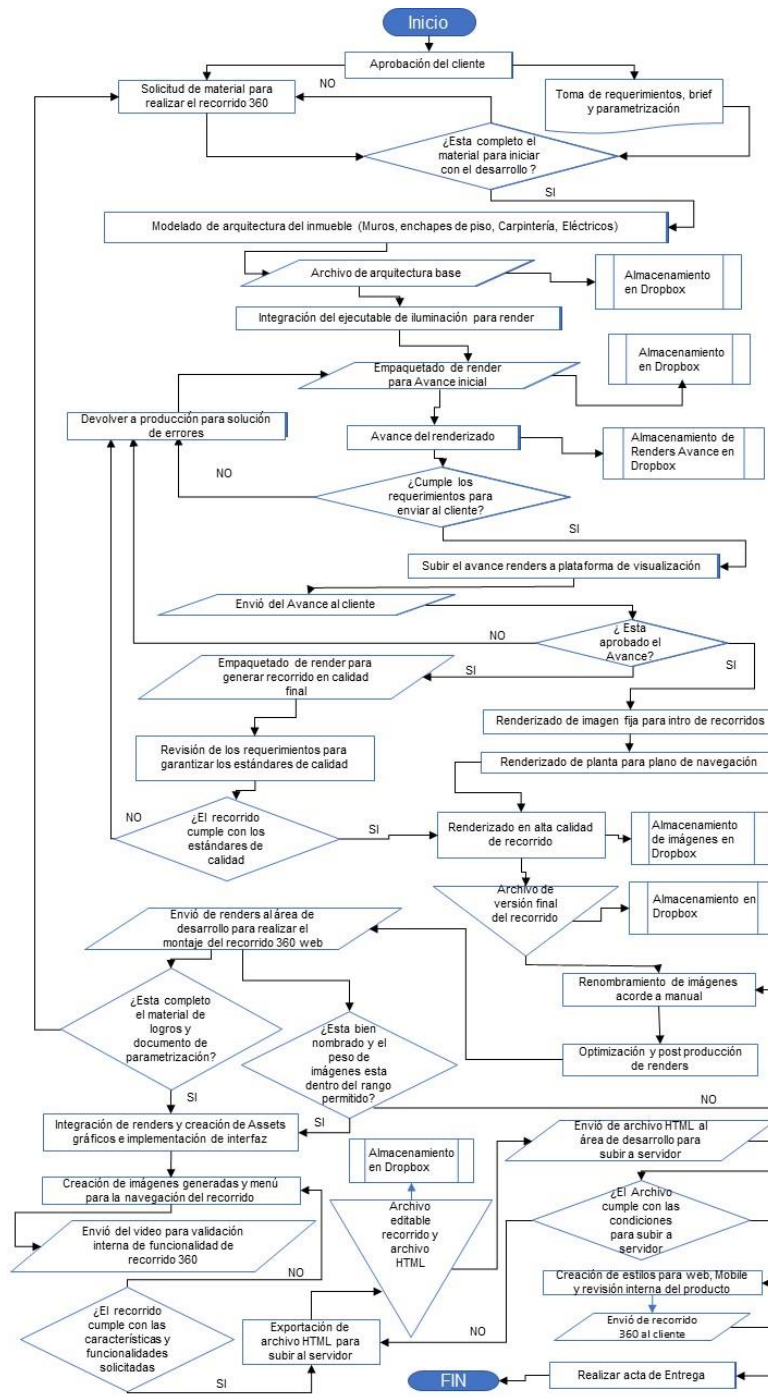 Inicio
Aprobación del cliente
Solicitud de material para
realizar el recorrido 360
NO
Toma de requerimientos, brief
y parametrización
¿Esta completo el
material para iniciar
con el desarrollo ?
SI
Modelado de arquitectura del inmueble (Muros, enchapes de piso, Carpintería, Eléctricos)
Archivo de arquitectura base
Almacenamiento
en Dropbox
Integración del ejecutable de iluminación para render
Almacenamiento
en Dropbox
Empaquetado de render
para Avance inicial
Devolver a producción para solución
de errores
Avance del renderizado
Almacenamiento de
Renders Avance en
Dropbox
NO
¿Cumple los
requerimientos para
enviar al cliente?
SI
Subir el avance renders a plataforma de visualización
Envió del Avance al cliente
NO
¿ Esta
aprobado el
Avance?
SI
SI
Empaquetado de render para
generar recorrido en calidad
final
Renderizado de imagen fija para intro de recorridos
Revisión de los requerimientos para
garantizar los estándares de calidad
Renderizado de planta para plano de navegación
NO
¿El recorrido
cumple con los
estándares de
calidad
SI
Renderizado en alta calidad
de recorrido
Almacenamiento
de imágenes en
Dropbox
Archivo de
versión final
del recorrido
Almacenamiento en
Dropbox
Envió de renders al área de
desarrollo para realizar el
montaje del recorrido 360 web
Renombramiento de imágenes
acorde a manual
¿Esta completo
el material de
logros y
documento de
parametrización?
¿Esta bien
nombrado y el
peso de
imágenes esta
dentro del rango
permitido?
Optimización y post producción
de renders
SI
SI
NO
Integración de renders y creación de Assets
gráficos e implementación de interfaz
Envió de archivo HTML al
área de desarrollo para
subir a servidor
Almacenamiento
en Dropbox
Creación de imágenes generadas y menú
para la navegación del recorrido
Archivo
editable
recorrido y
archivo
HTML
¿El Archivo
cumple con las
condiciones
para subir a
servidor
Envió del video para validación
interna de funcionalidad de
recorrido 360
NO
Creación de estilos para web, Mobile
y revisión interna del producto
¿El recorrido
cumple con las
características y
funcionalidades
solicitadas
Exportación de
archivo HTML para
subir al servidor
NO
Envió de recorrido
360 al cliente
SI
FIN
Realizar acta de Entrega